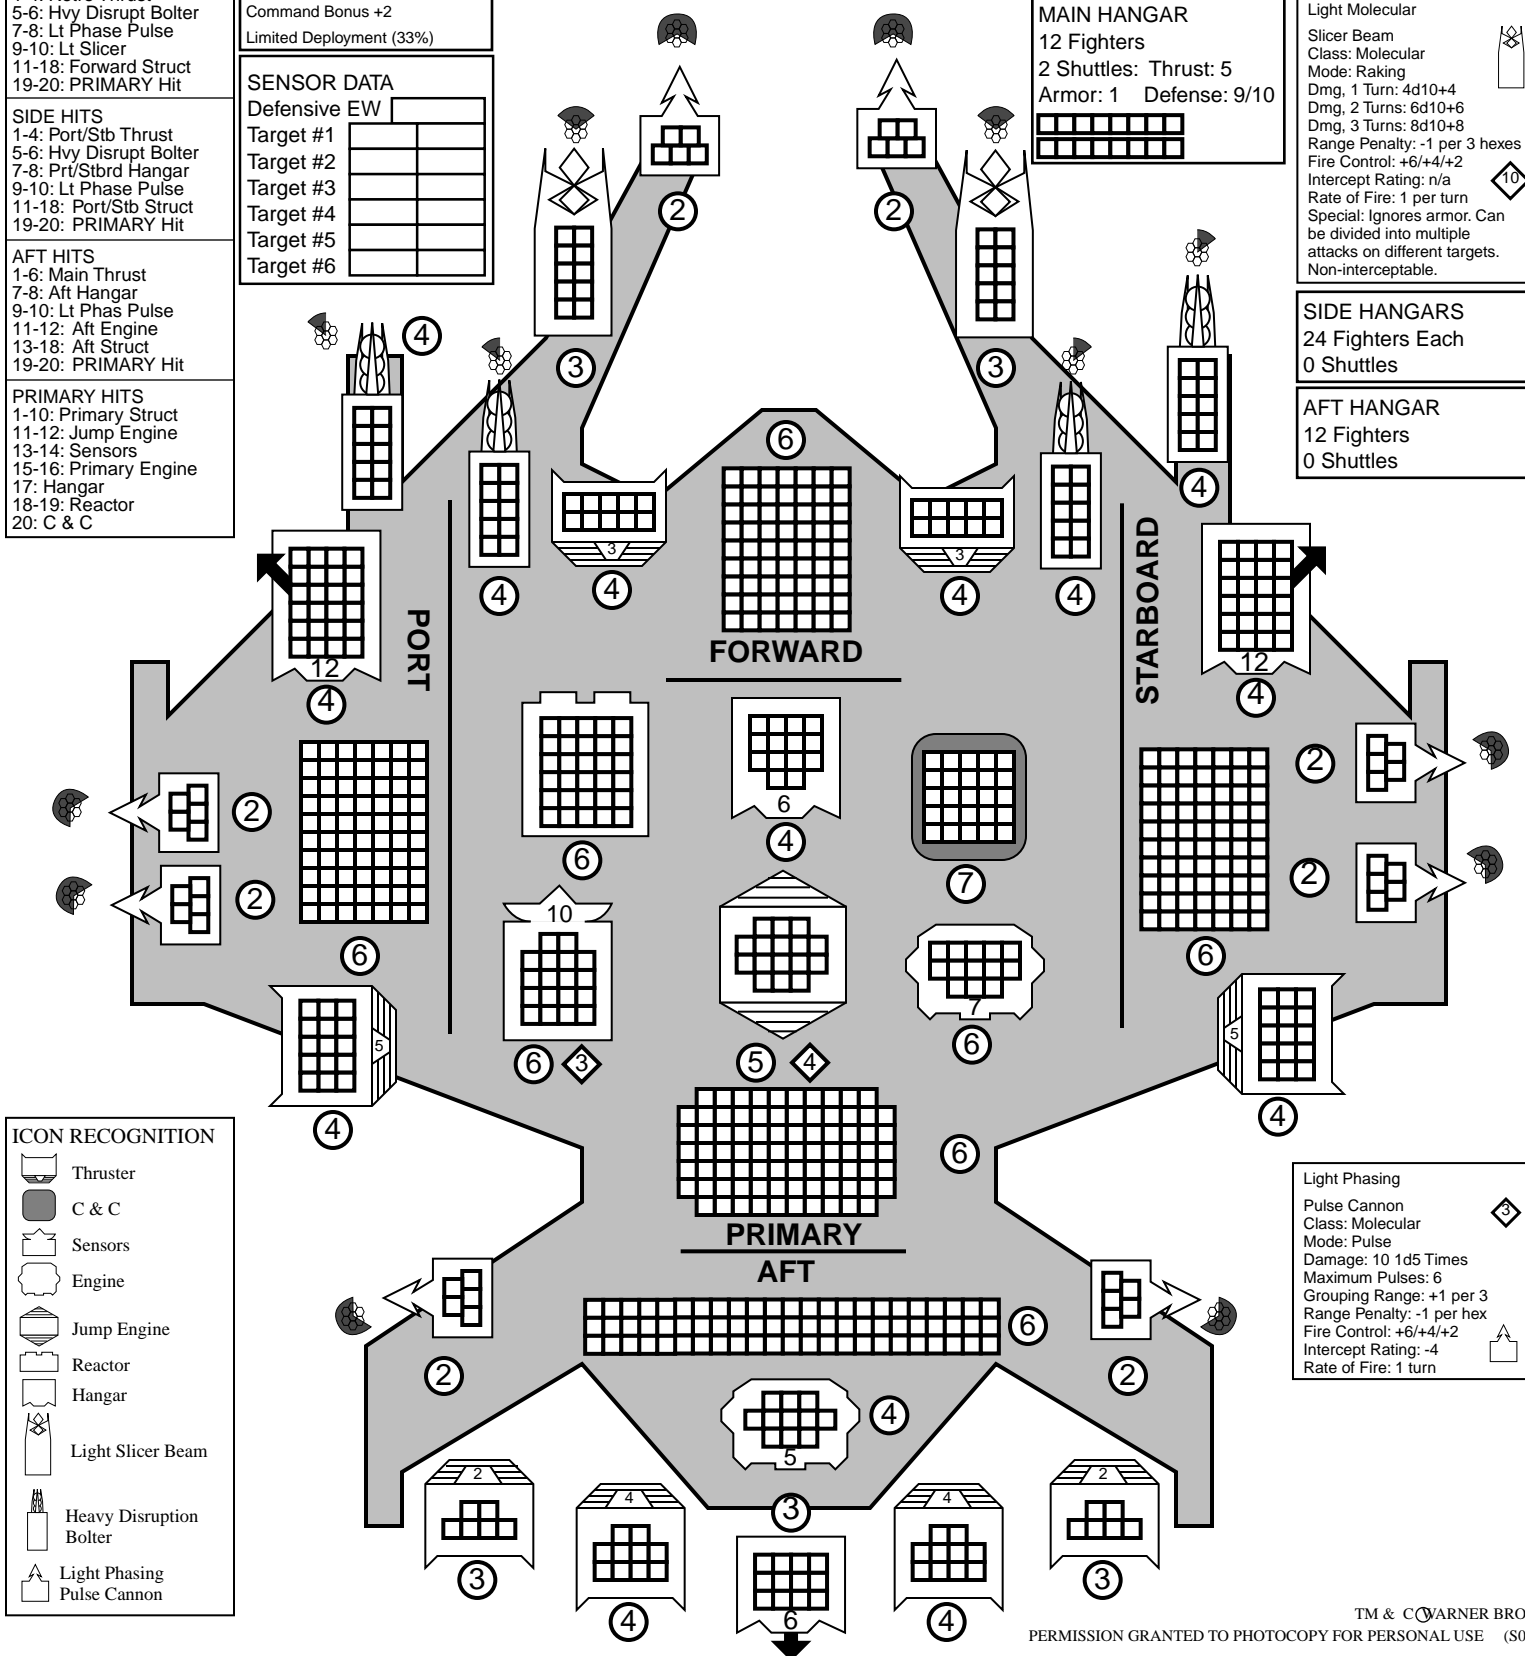 5-6: Hvy Disrupt Bolter
7-8: Lt Phase Pulse
9-10: Lt Slicer
11-18: Forward Struct
19-20: PRIMARY Hit
SIDE HITS
1-4: Port/Stb Thrust
5-6: Hvy Disrupt Bolter
7-8: Prt/Stbrd Hangar
9-10: Lt Phase Pulse
11-18: Port/Stb Struct
19-20: PRIMARY Hit
AFT HITS
1-6: Main Thrust
7-8: Aft Hangar
9-10: Lt Phas Pulse
11-12: Aft Engine
13-18: Aft Struct
19-20: PRIMARY Hit
PRIMARY HITS
1-10: Primary Struct
11-12: Jump Engine
13-14: Sensors
15-16: Primary Engine
17: Hangar
18-19: Reactor
20: C & C
Command Bonus +2
Limited Deployment (33%)
SENSOR DATA
Defensive EW
Target #1
Target #2
Target #3
Target #4
Target #5
Target #6
MAIN HANGAR
12 Fighters
2 Shuttles: Thrust: 5
Armor: 1 Defense: 9/10
Light Molecular
Slicer Beam
Class: Molecular
Mode: Raking
Dmg, 1 Turn: 4d10+4
Dmg, 2 Turns: 6d10+6
Dmg, 3 Turns: 8d10+8
Range Penalty: -1 per 3 hexes
Fire Control: +6/+4/+2
Intercept Rating: n/a
10
Rate of Fire: 1 per turn
Special: Ignores armor. Can
be divided into multiple
attacks on different targets.
Non-interceptable.
SIDE HANGARS
24 Fighters Each
0 Shuttles
AFT HANGAR
12 Fighters
0 Shuttles
2
2
4
3
3
6
4
3
3
4
4
4
4
PORT
FORWARD
STARBOARD
12
12
4
4
2
2
6
4
6
7
2
2
10
6
6
7
5
5
6
3
5
4
6
4
4
6
PRIMARY
AFT
6
2
2
4
5
2
4
3
4
2
3
4
6
4
3
ICON RECOGNITION
Thruster
C & C
Sensors
Engine
Jump Engine
Reactor
Hangar
Light Slicer Beam
Heavy Disruption
Bolter
Light Phasing
Pulse Cannon
Light Phasing
Pulse Cannon
3
Class: Molecular
Mode: Pulse
Damage: 10 1d5 Times
Maximum Pulses: 6
Grouping Range: +1 per 3
Range Penalty: -1 per hex
Fire Control: +6/+4/+2
Intercept Rating: -4
Rate of Fire: 1 turn
TM & C WARNER BRO
PERMISSION GRANTED TO PHOTOCOPY FOR PERSONAL USE (S0